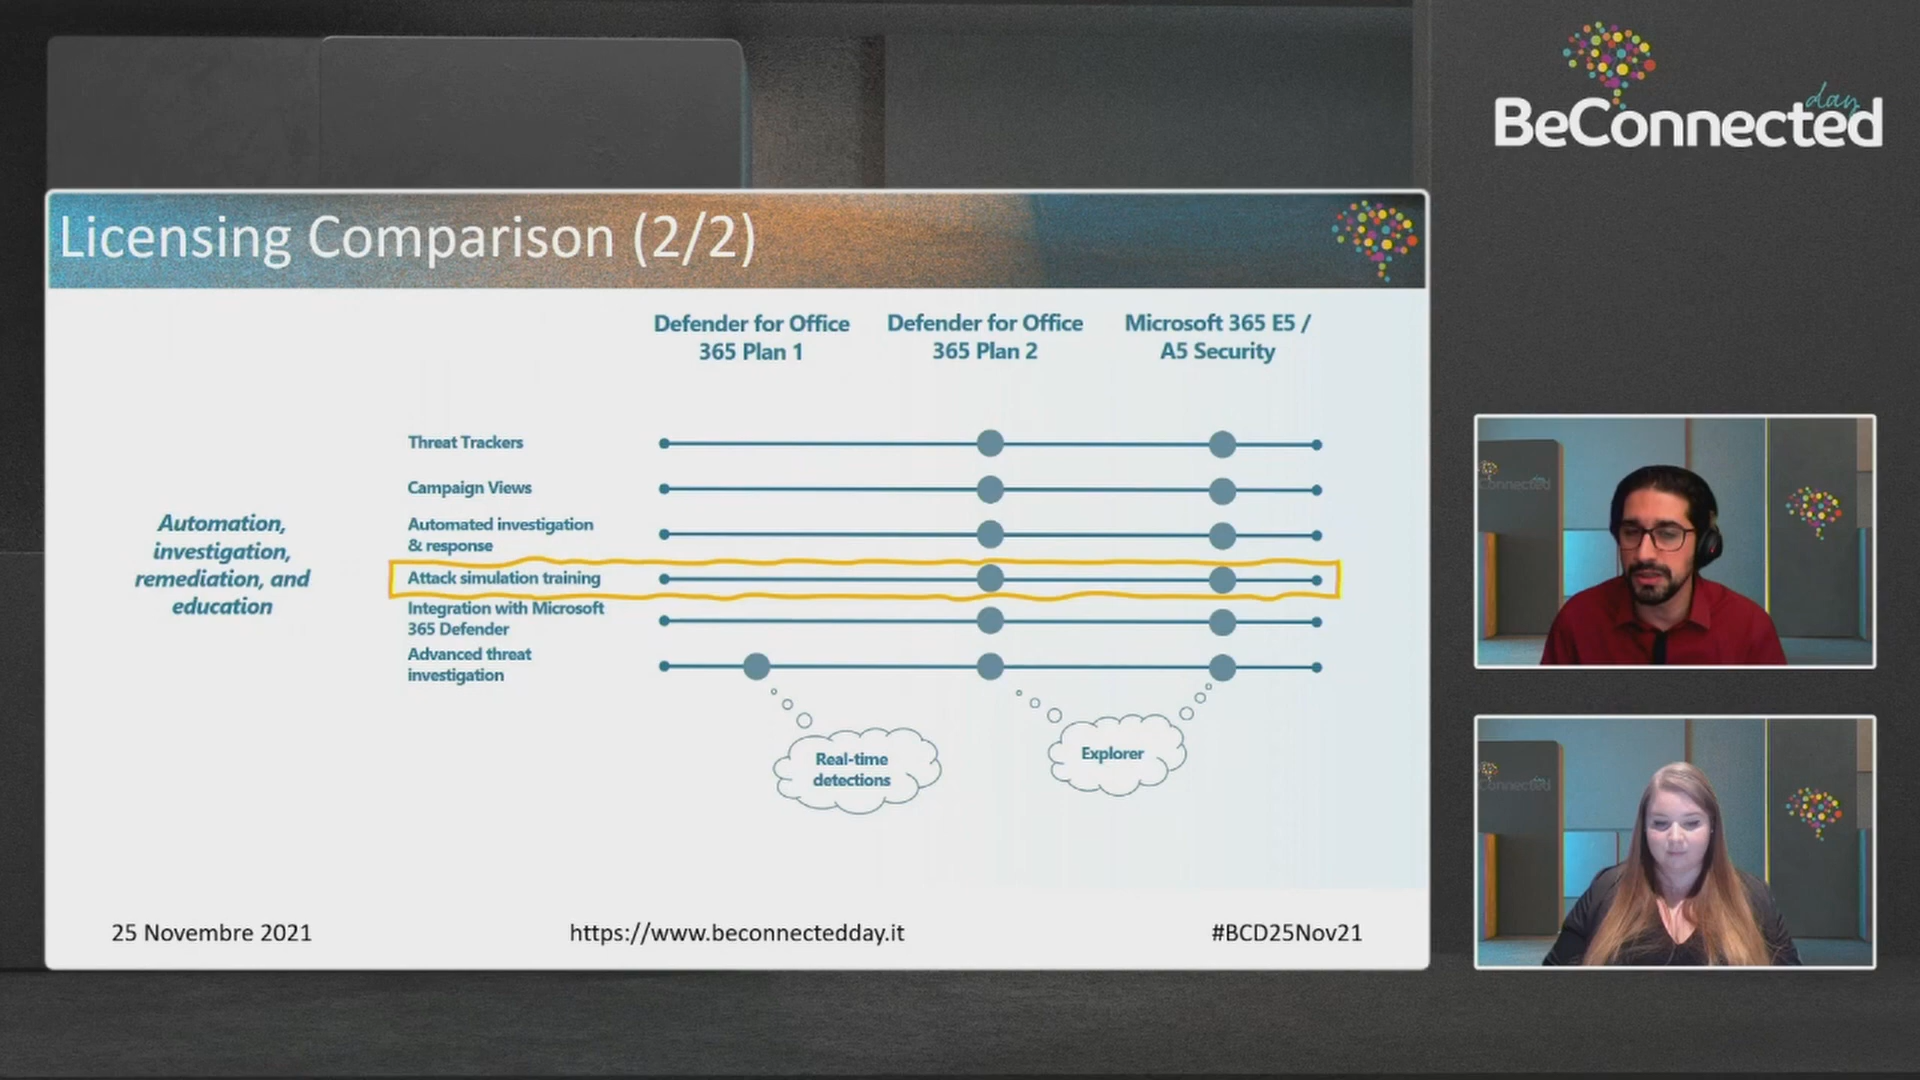 day
BeConnected
Licensing Comparison (2/2)
Defender for Office
365 Plan 1
Defender for Office
365 Plan 2
Microsoft 365 E5 /
A5 Security
Automation,
investigation,
remediation, and
education
Threat Trackers
Campaign Views
Automated investigation
& response
Attack simulation training
Integration with Microsoft
365 Defender
Advanced threat
investigation
Real-time
detections
Explorer
25 Novembre 2021
https://www.beconnectedday.it
#BCD25Nov21
Connected
Connected